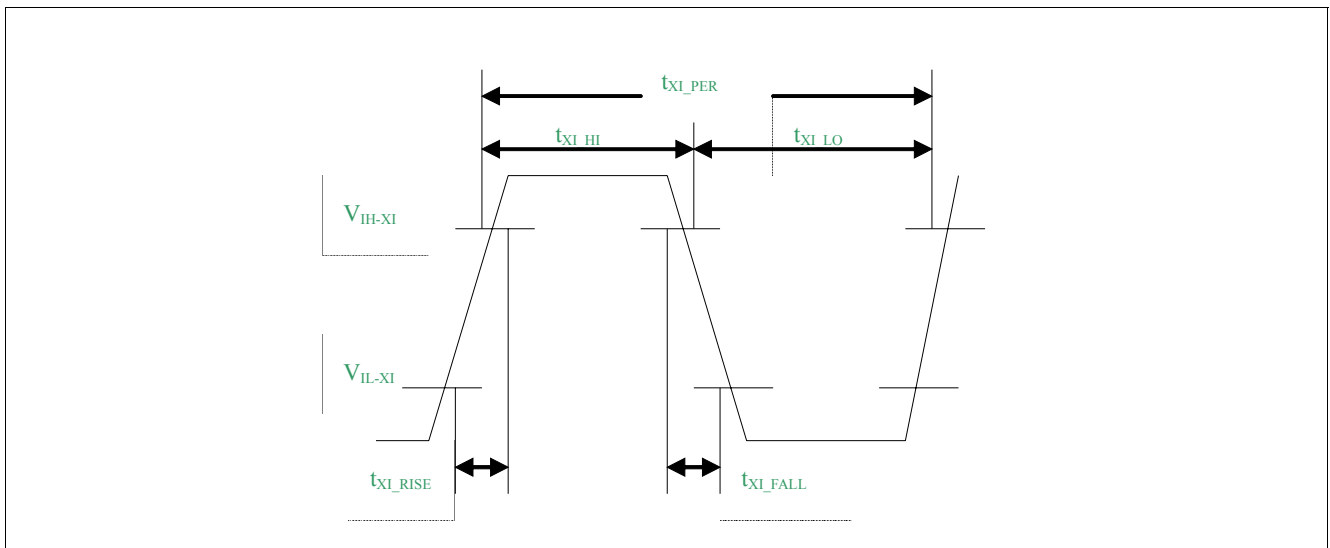 tXI_PER
tXI_HI
tXI_LO
VIH-XI
VIL-XI
tXI_RISE
tXI_FALL